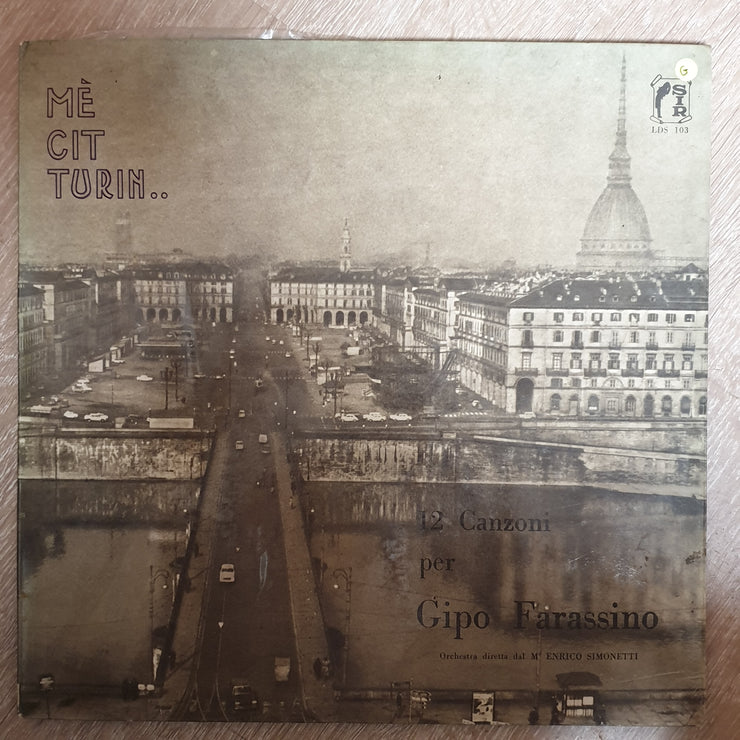 MÈ
CIT
TURIN..
G
SIR
LDS 103
12 Canzoni
per
Gipo Farassino
Orchestra diretta dal M° ENRICO SIMONETTI